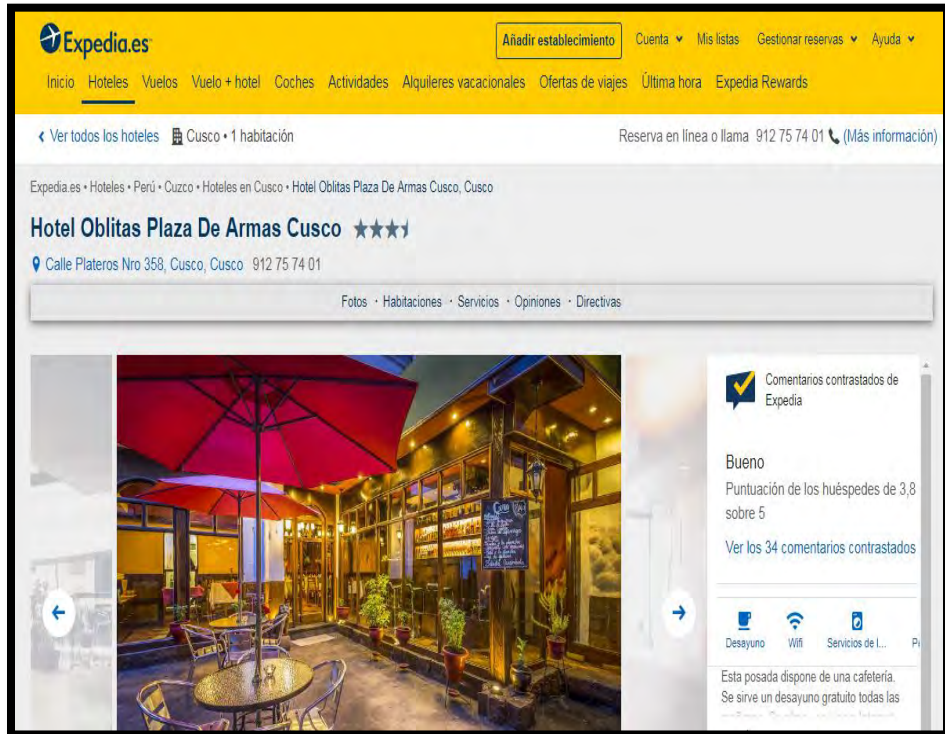 Expedia.es
Añadir establecimiento Cuenta Mis listas Gestionar reservas Ayuda
Inicio Hoteles Vuelos Vuelo + hotel Coches Actividades Alquileres vacacionales Ofertas de viajes Última hora Expedia Rewards
Ver todos los hoteles Cusco • 1 habitación Reserva en línea o llama 912 75 74 01 (Más información)
Expedia.es • Hoteles • Perú • Cuzco • Hoteles en Cusco • Hotel Oblitas Plaza De Armas Cusco, Cusco
Hotel Oblitas Plaza De Armas Cusco
Calle Plateros Nro 358, Cusco, Cusco 912 75 74 01
Fotos · Habitaciones · Servicios · Opiniones · Directivas
Comentarios contrastados de
Expedia
Bueno
Puntuación de los huéspedes de 3,8
sobre 5
Ver los 34 comentarios contrastados
Desayuno Wifi Servicios de l...
Esta posada dispone de una cafetería.
Se sirve un desayuno gratuito todas las